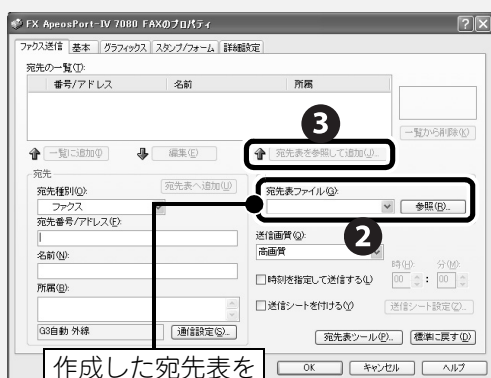 FX ApeosPort-IV 7080 FAXのプロパティ
ファクス送信 基本 グラフィックス スタンプ/フォーム 詳細設定
宛先の一覧(T):
番号/アドレス 名前 所属
3
一覧から削除(K)
一覧に追加(I) 編集(E) 宛先表を参照して追加(J)...
宛先
宛先種別(Q): 宛先表へ追加(U)
ファクス
宛先表ファイル(G):
参照(R)...
2
宛先番号/アドレス(F):
送信画質(Q):
高画質
名前(N):
時(H): 分(M):
時刻を指定して送信する(L) 00 : 00
所属(B):
送信シートを付ける(Y) 送信シート設定(Z)...
G3自動 外線 通信設定(S)...
宛先表ツール(P)... 標準に戻す(D)
作成した宛先表を
OK キャンセル ヘルプ